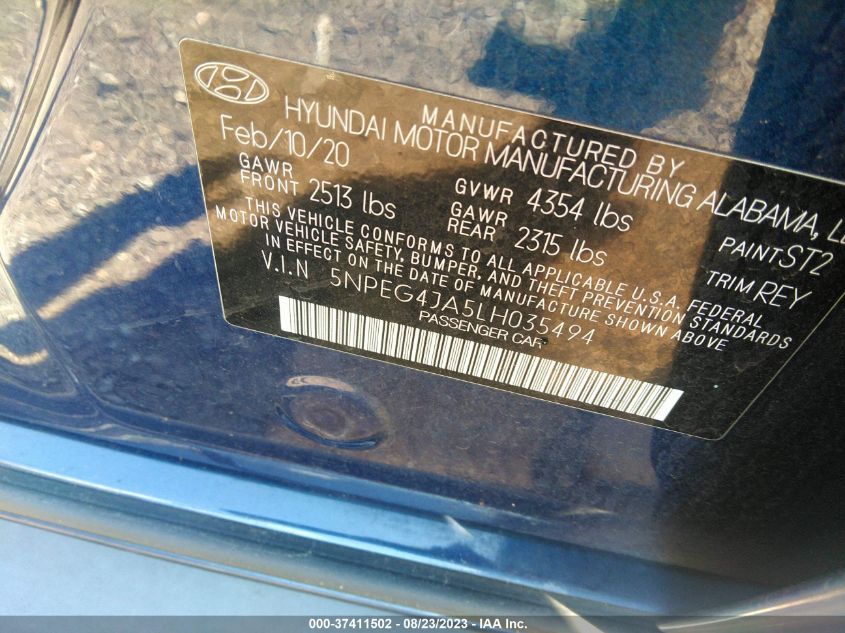 MANUFACTURED BY
HYUNDAI MOTOR MANUFACTURING ALABAMA,
Feb/10/20
GVWR 4354 lbs
GAWR FRONT 2513 lbs
GAWR REAR 2315 lbs
PAINT ST2
TRIM REY
THIS VEHICLE CONFORMS TO ALL APPLICABLE U.S.A. FEDERAL
MOTOR VEHICLE SAFETY, BUMPER, AND THEFT PREVENTION STANDARDS
IN EFFECT ON THE DATE OF MANUFACTURE SHOWN ABOVE
V.I.N 5NPEG4JA5LH035494
PASSENGER CAR
000-37411502 - 08/23/2023 - IAA Inc.